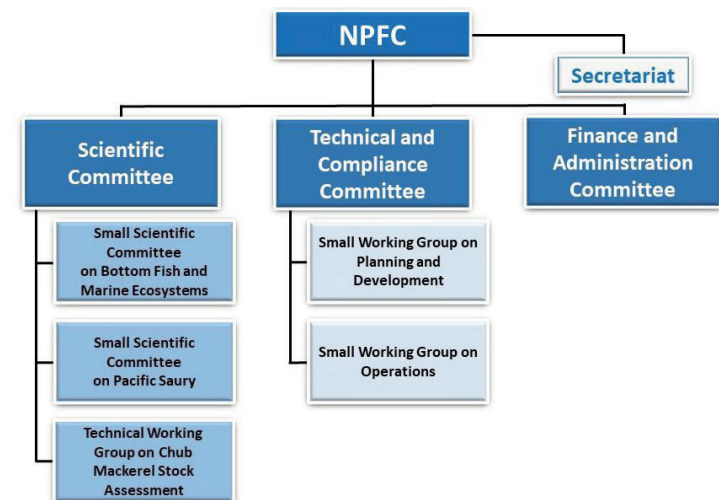 NPFC
Secretariat
Scientific
Committee
Technical and
Compliance
Committee
Finance and
Administration
Committee
Small Scientific
Committee
on Bottom Fish and
Marine Ecosystems
Small Scientific
Committee
on Pacific Saury
Technical Working
Group on Chub
Mackerel Stock
Assessment
Small Working Group on
Planning and
Development
Small Working Group on
Operations